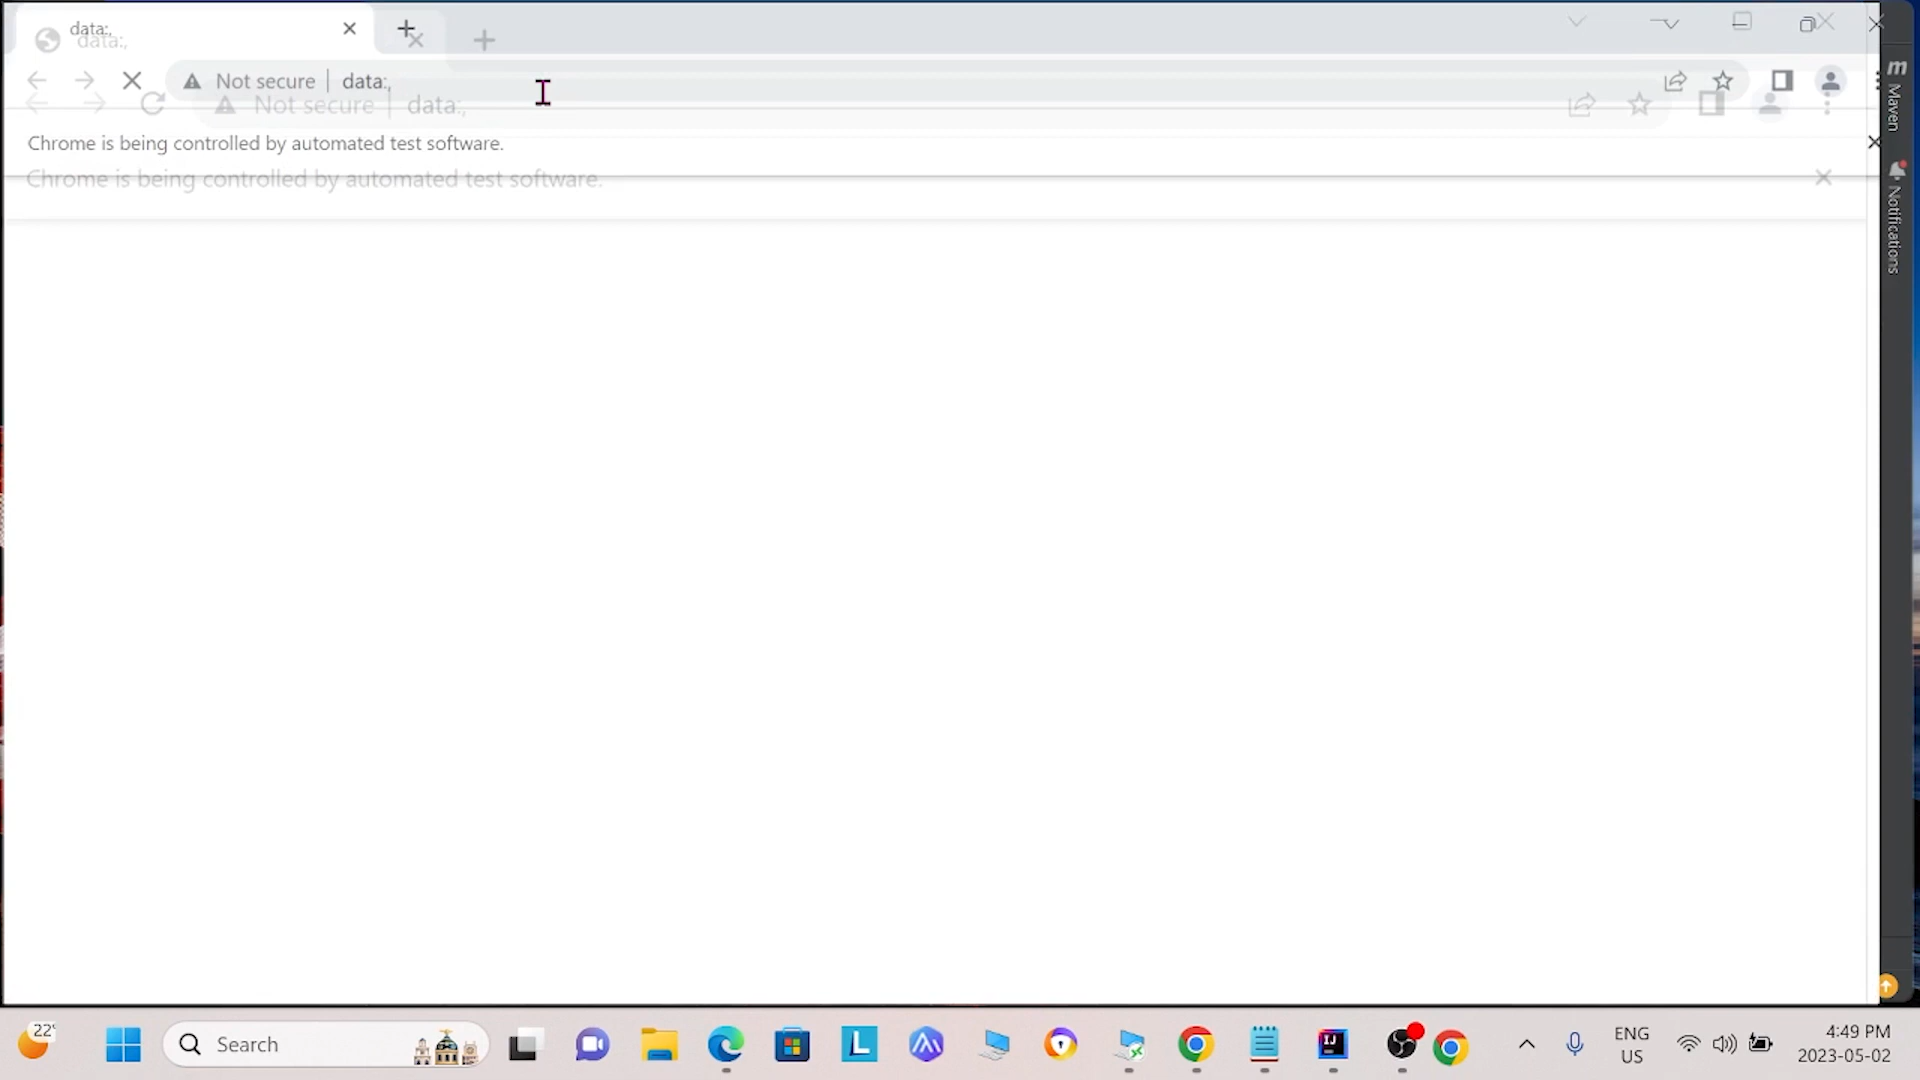 data:,
data:,
Not secure | data:,
Not secure | data:,
Chrome is being controlled by automated test software.
Chrome is being controlled by automated test software.
m
Maven
Notifications
22°
Search
L
IJ
ENG
US
4:49 PM
2023-05-02